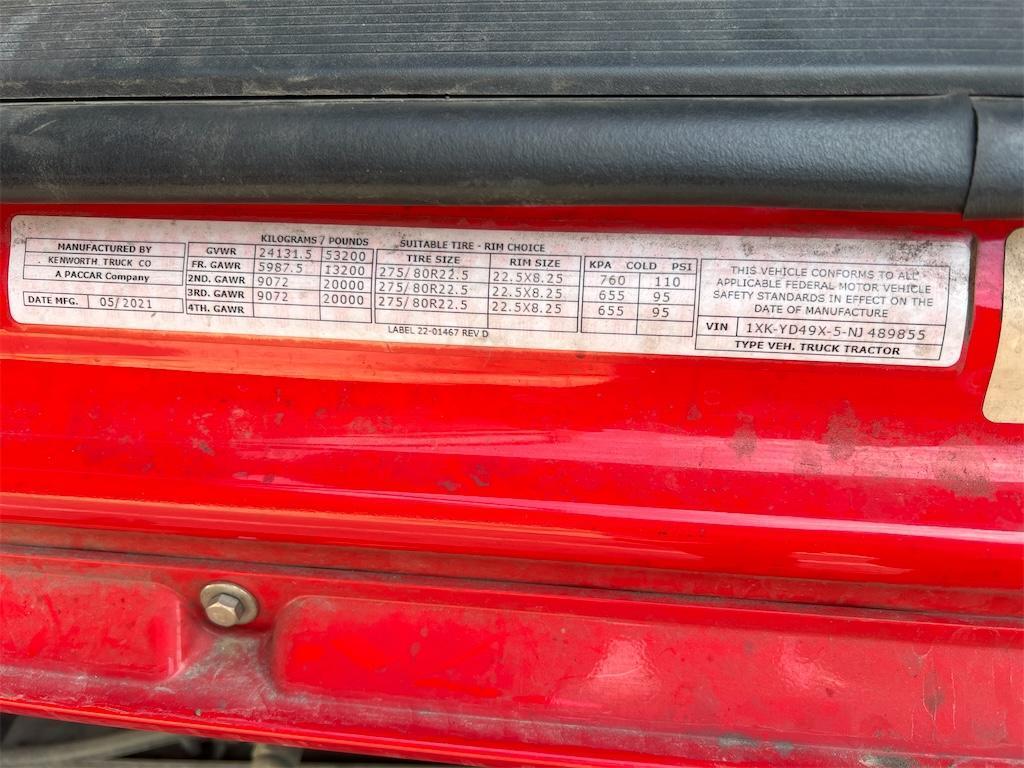 MANUFACTURED BY
KENWORTH TRUCK CO
A PACCAR Company
DATE MFG. 05/2021
KILOGRAMS / POUNDS
GVWR 24131.5 53200
FR. GAWR 5987.5 13200
2ND. GAWR 9072 20000
3RD. GAWR 9072 20000
4TH. GAWR
SUITABLE TIRE - RIM CHOICE
TIRE SIZE RIM SIZE
275/80R22.5 22.5X8.25
275/80R22.5 22.5X8.25
275/80R22.5 22.5X8.25
KPA COLD PSI
760 110
655 95
655 95
LABEL 22-01467 REV D
THIS VEHICLE CONFORMS TO ALL
APPLICABLE FEDERAL MOTOR VEHICLE
SAFETY STANDARDS IN EFFECT ON THE
DATE OF MANUFACTURE
VIN 1XK-YD49X-5-NJ 489855
TYPE VEH. TRUCK TRACTOR